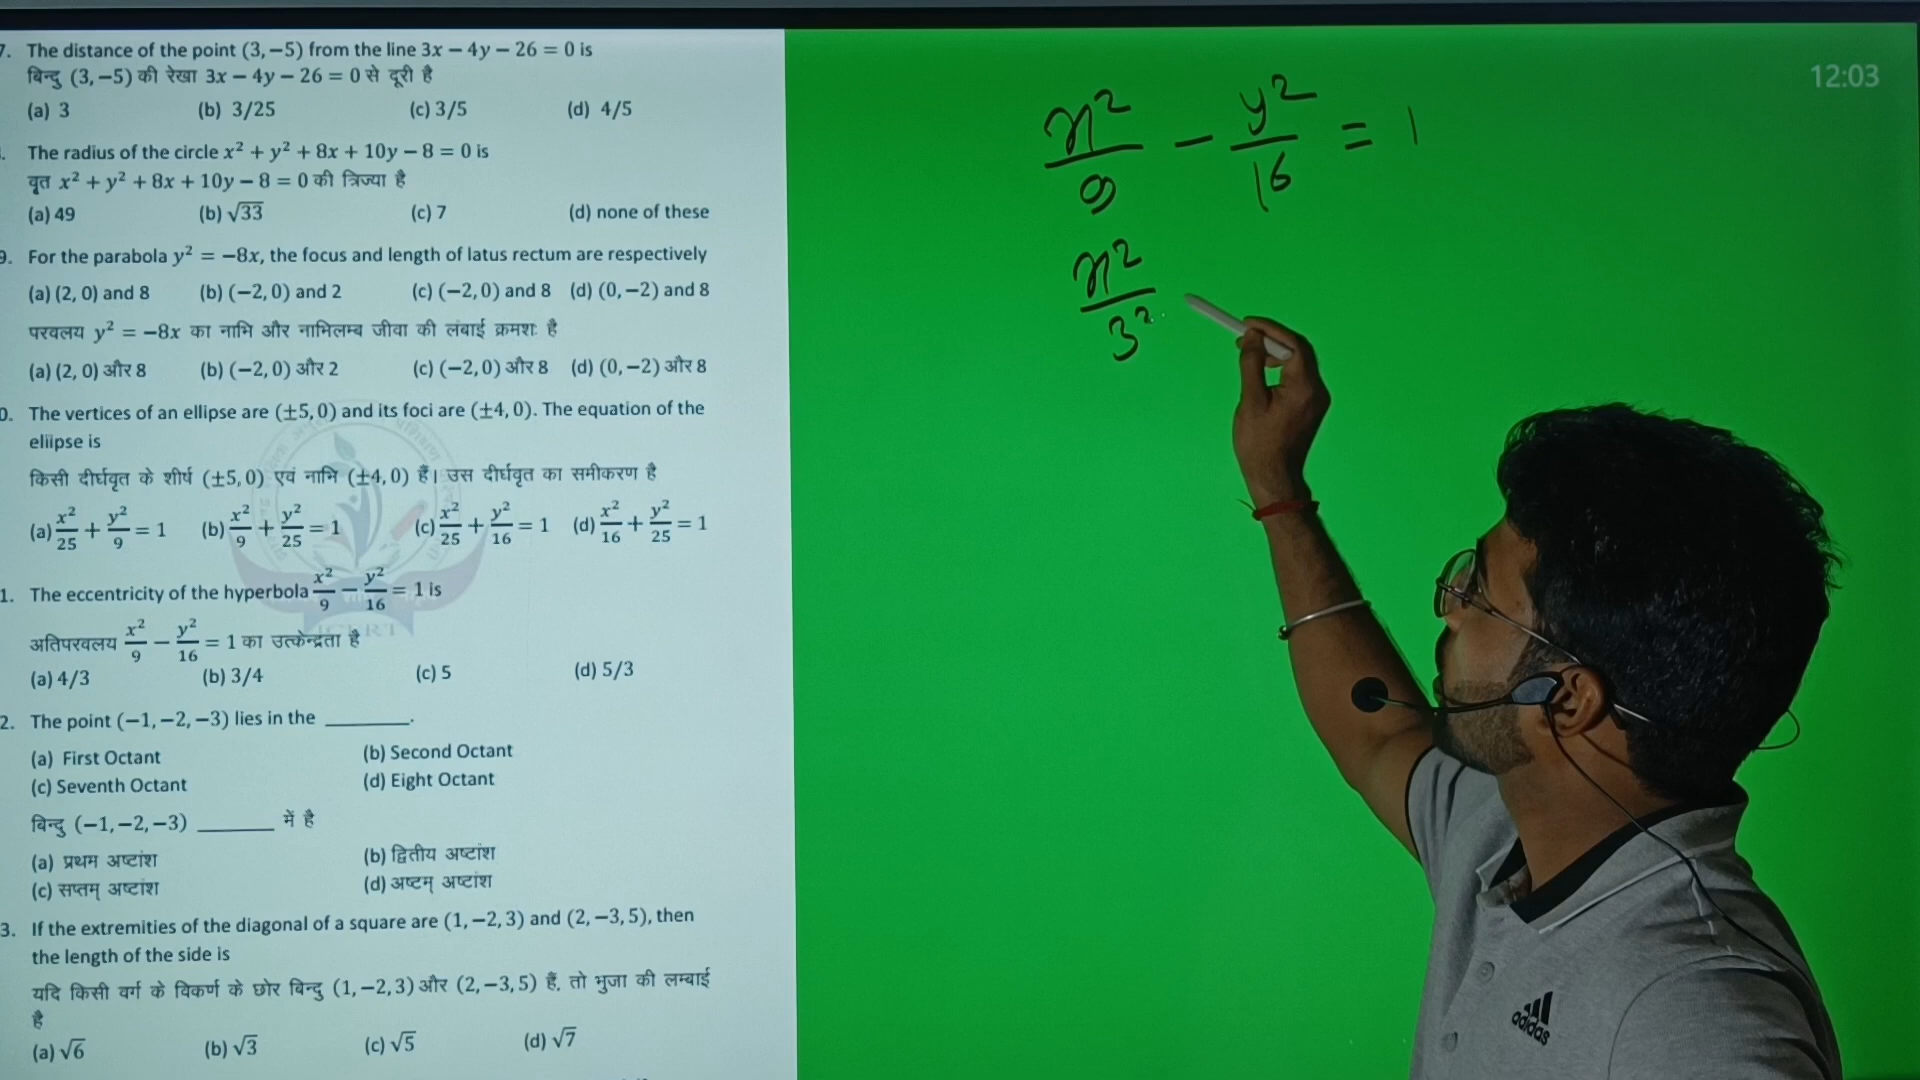 7. The distance of the point (3, −5) from the line 3x − 4y − 26 = 0 is
बिन्दु (3, −5) की रेखा 3x − 4y − 26 = 0 से दूरी है
(a) 3 (b) 3/25 (c) 3/5 (d) 4/5
. The radius of the circle x² + y² + 8x + 10y − 8 = 0 is
वृत x² + y² + 8x + 10y − 8 = 0 की त्रिज्या है
(a) 49 (b) √33 (c) 7 (d) none of these
9. For the parabola y² = −8x, the focus and length of latus rectum are respectively
(a) (2, 0) and 8 (b) (−2, 0) and 2 (c) (−2, 0) and 8 (d) (0, −2) and 8
परवलय y² = −8x का नाभि और नाभिलम्ब जीवा की लंबाई क्रमशः है
(a) (2, 0) और 8 (b) (−2, 0) और 2 (c) (−2, 0) और 8 (d) (0, −2) और 8
0. The vertices of an ellipse are (±5, 0) and its foci are (±4, 0). The equation of the
eliipse is
किसी दीर्घवृत के शीर्ष (±5, 0) एवं नाभि (±4, 0) हैं। उस दीर्घवृत का समीकरण है
(a) x²/25 + y²/9 = 1 (b) x²/9 + y²/25 = 1 (c) x²/25 + y²/16 = 1 (d) x²/16 + y²/25 = 1
1. The eccentricity of the hyperbola x²/9 − y²/16 = 1 is
अतिपरवलय x²/9 − y²/16 = 1 का उत्केन्द्रता है
(a) 4/3 (b) 3/4 (c) 5 (d) 5/3
2. The point (−1, −2, −3) lies in the ________.
(a) First Octant (b) Second Octant
(c) Seventh Octant (d) Eight Octant
बिन्दु (−1, −2, −3) ________ में है
(a) प्रथम अष्टांश (b) द्वितीय अष्टांश
(c) सप्तम् अष्टांश (d) अष्टम् अष्टांश
3. If the extremities of the diagonal of a square are (1, −2, 3) and (2, −3, 5), then
the length of the side is
यदि किसी वर्ग के विकर्ण के छोर बिन्दु (1, −2, 3) और (2, −3, 5) हैं, तो भुजा की लम्बाई
है
(a) √6 (b) √3 (c) √5 (d) √7
12:03
x²/9 − y²/16 = 1
x²/3²
adidas